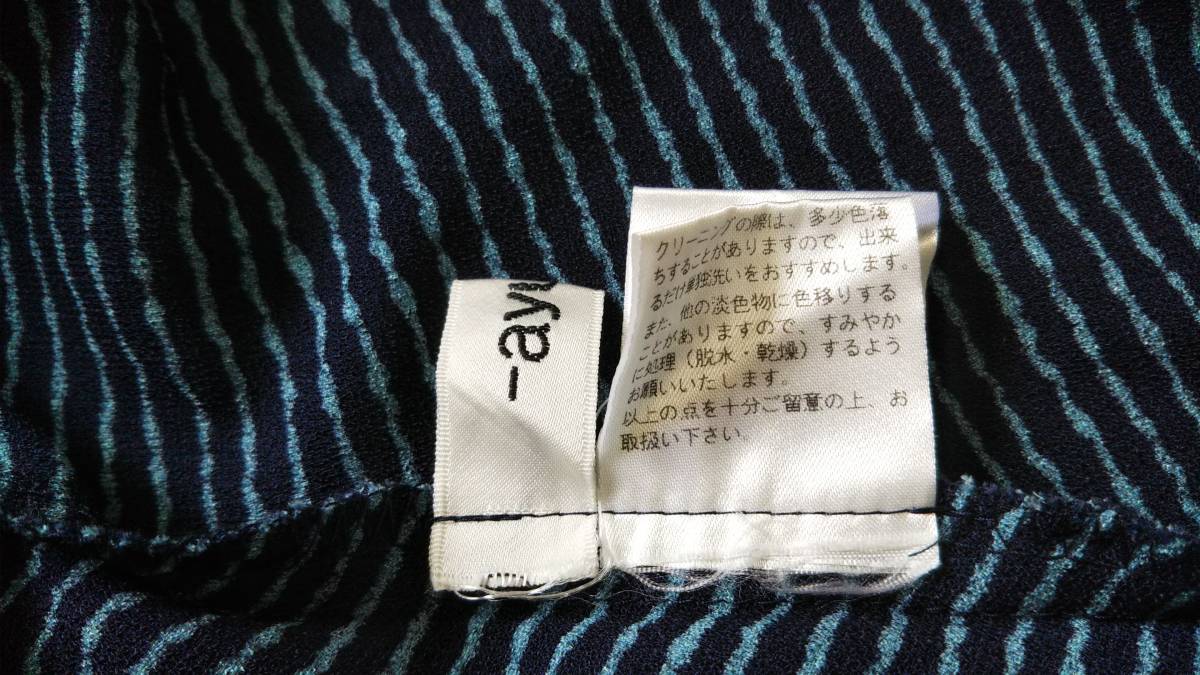 -ay
クリーニングの際は、多少色落
ちすることがありますので、出来
るだけ単独洗いをおすすめします。
また、他の淡色物に色移りする
ことがありますので、すみやか
に処理（脱水・乾燥）するよう
お願いいたします。
以上の点を十分ご留意の上、お
取扱い下さい。